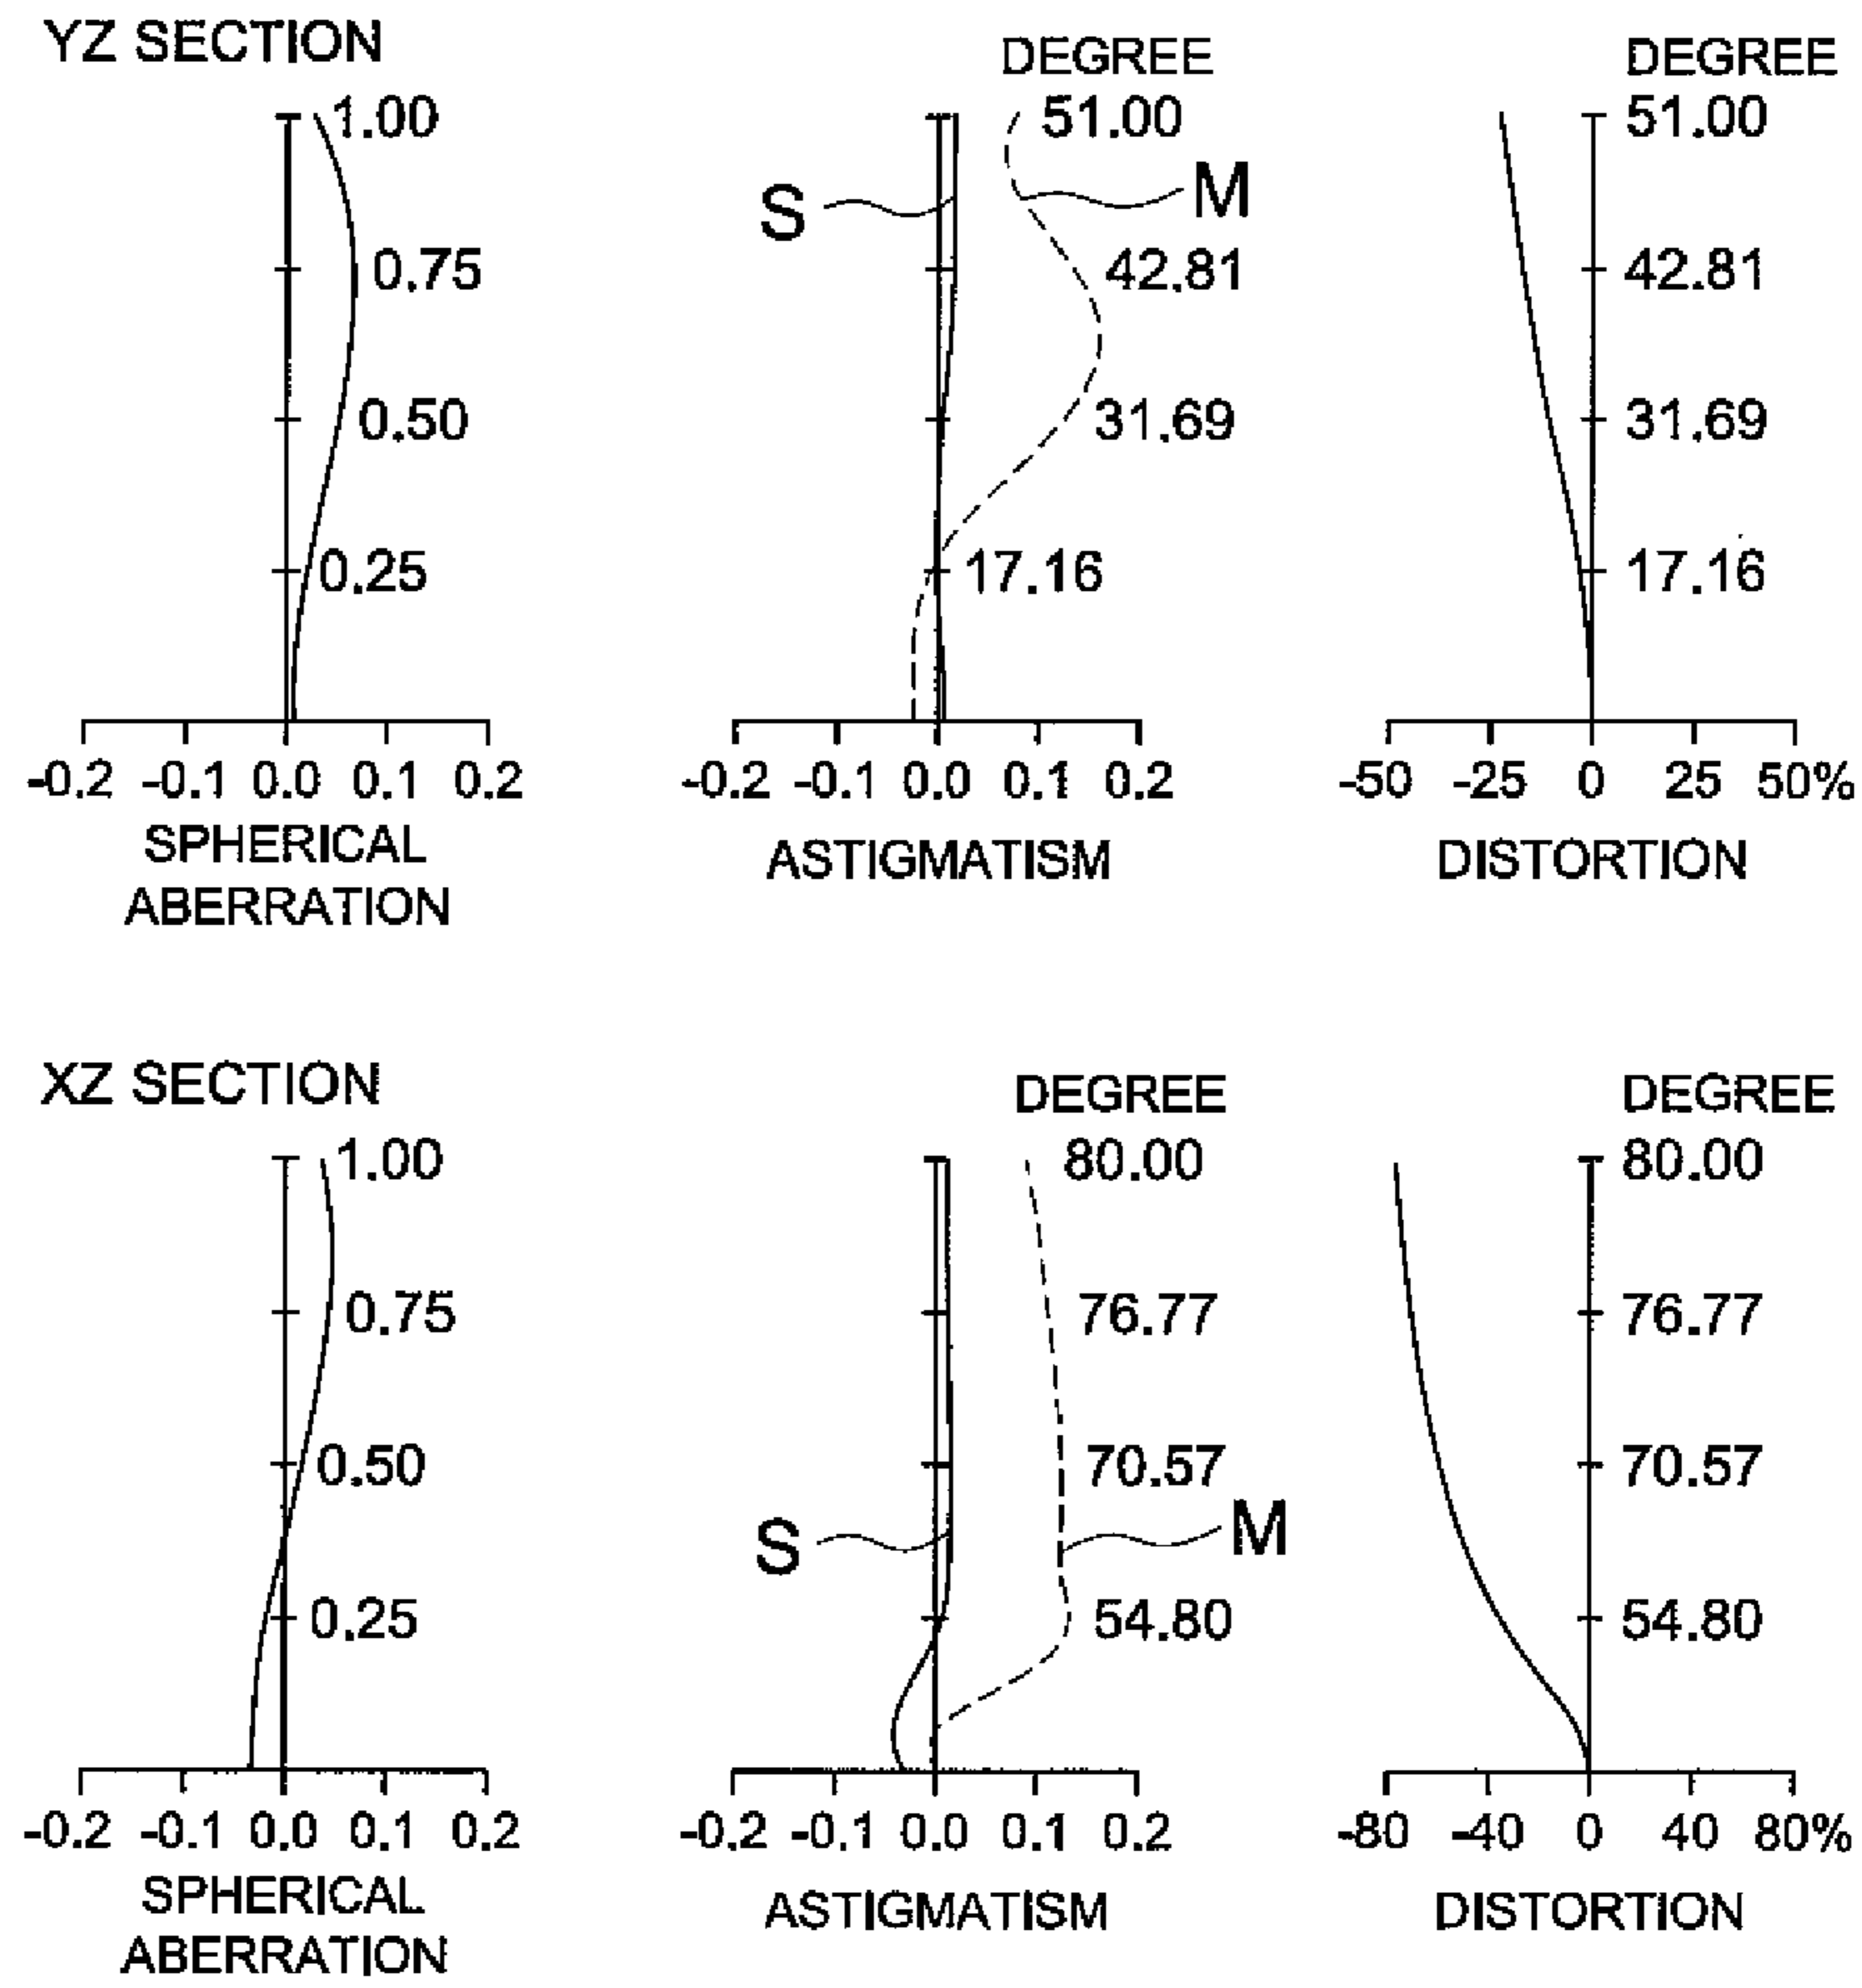 YZ SECTION
1.00
0.75
0.50
0.25
-0.2 -0.1 0.0 0.1 0.2
SPHERICAL
ABERRATION
DEGREE
51.00
S
M
42.81
31.69
17.16
-0.2 -0.1 0.0 0.1 0.2
ASTIGMATISM
DEGREE
51.00
42.81
31.69
17.16
-50 -25 0 25 50%
DISTORTION
XZ SECTION
1.00
0.75
0.50
0.25
-0.2 -0.1 0.0 0.1 0.2
SPHERICAL
ABERRATION
DEGREE
80.00
76.77
70.57
S
M
54.80
-0.2 -0.1 0.0 0.1 0.2
ASTIGMATISM
DEGREE
80.00
76.77
70.57
54.80
-80 -40 0 40 80%
DISTORTION